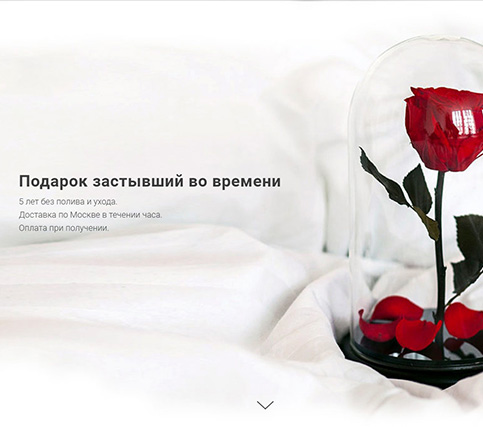 Подарок застывший во времени
5 лет без полива и ухода.
Доставка по Москве в течении часа.
Оплата при получении.